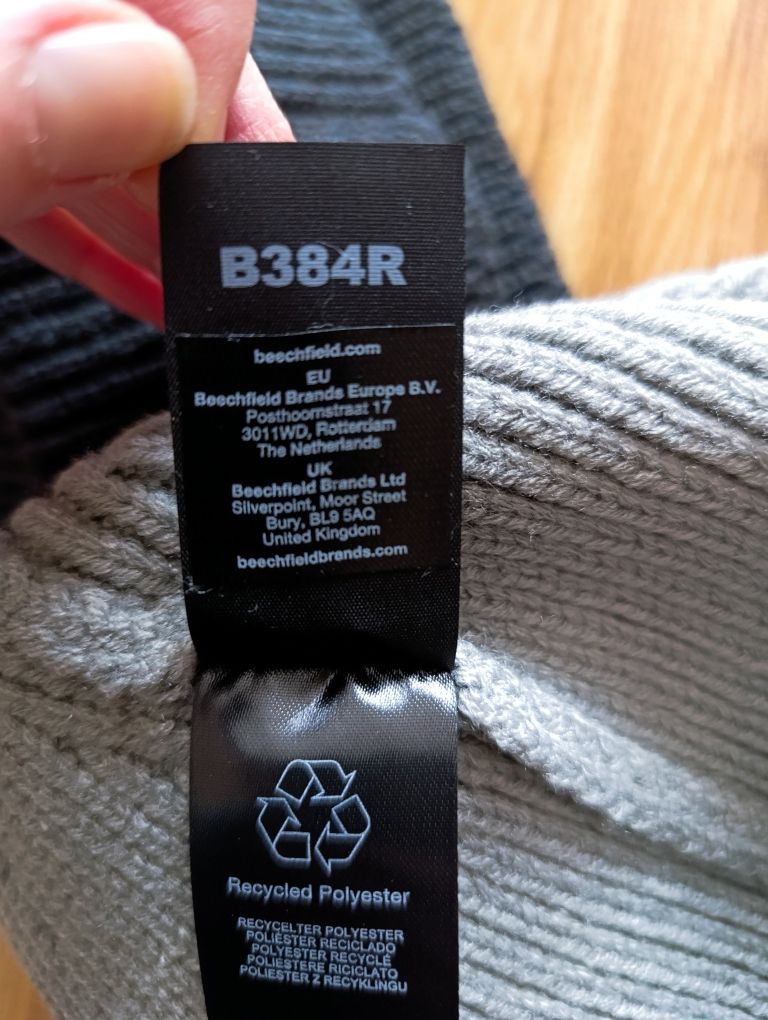 B384R
beechfield.com
EU
Beechfield Brands Europe B.V.
Posthoornstraat 17
3011WD, Rotterdam
The Netherlands
UK
Beechfield Brands Ltd
Silverpoint, Moor Street
Bury, BL9 5AQ
United Kingdom
beechfieldbrands.com
Recycled Polyester
RECYCELTER POLYESTER
POLIÉSTER RECICLADO
POLYESTER RECYCLÉ
POLIESTERE RICICLATO
POLIESTER Z RECYKLINGU